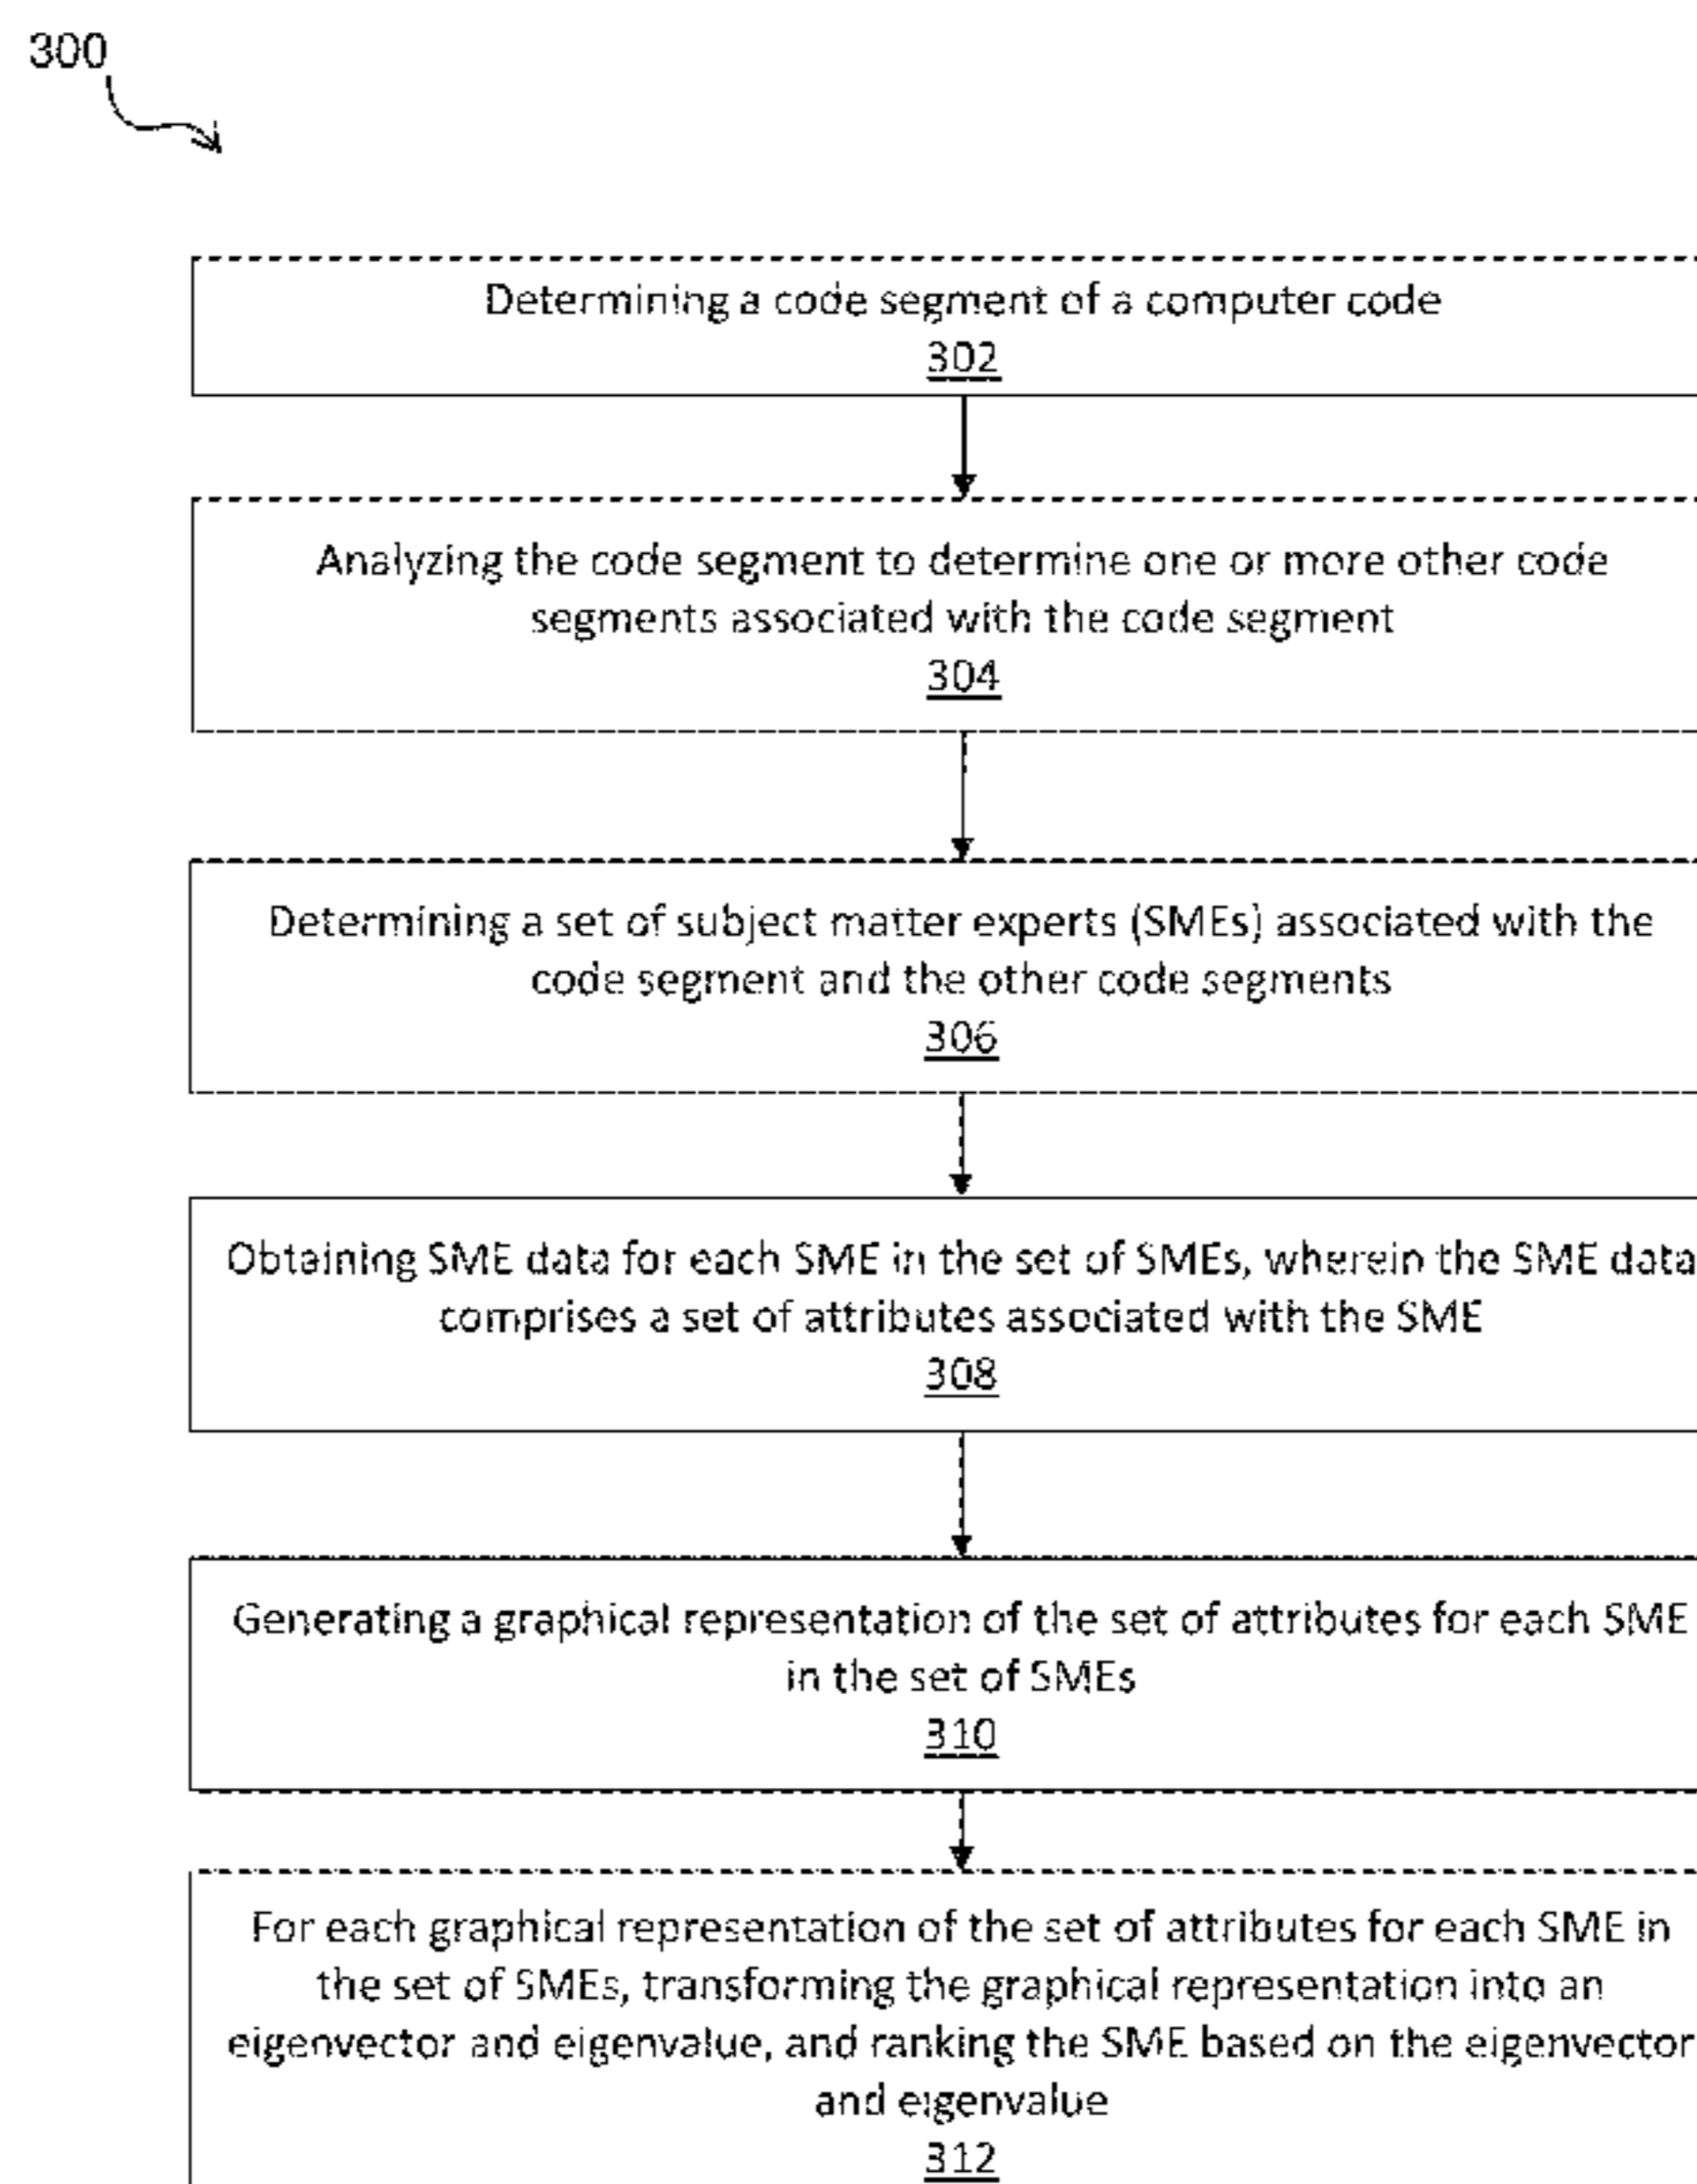 300
Determining a code segment of a computer code
302
Analyzing the code segment to determine one or more other code
segments associated with the code segment
304
Determining a set of subject matter experts (SMEs) associated with the
code segment and the other code segments
306
Obtaining SME data for each SME in the set of SMEs, wherein the SME data
comprises a set of attributes associated with the SME
308
Generating a graphical representation of the set of attributes for each SME
in the set of SMEs
310
For each graphical representation of the set of attributes for each SME in
the set of SMEs, transforming the graphical representation into an
eigenvector and eigenvalue, and ranking the SME based on the eigenvector
and eigenvalue
312